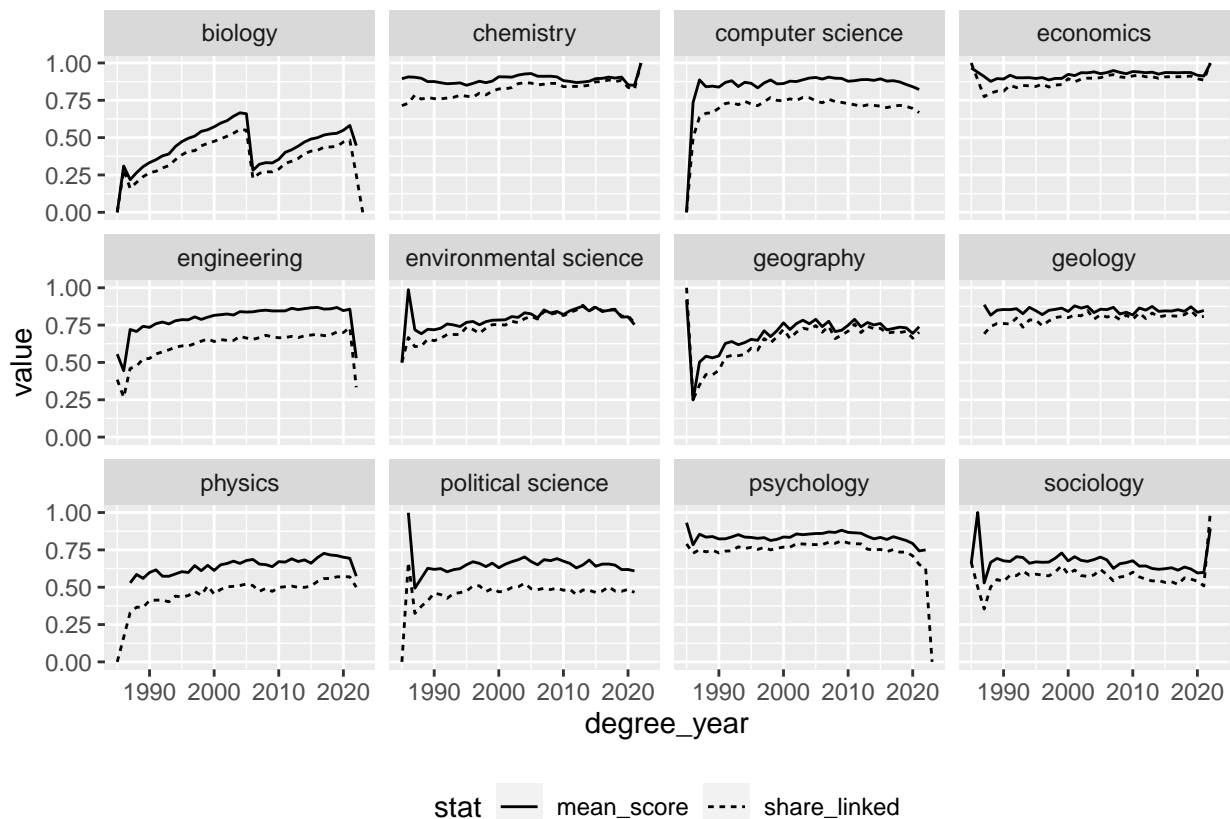 biology chemistry computer science economics
1.00
0.75
0.50
0.25
0.00
engineering environmental science geography geology
1.00
0.75
0.50
0.25
0.00
value
physics political science psychology sociology
1.00
0.75
0.50
0.25
0.00
1990 2000 2010 2020 1990 2000 2010 2020 1990 2000 2010 2020 1990 2000 2010 2020
degree_year
stat mean_score share_linked